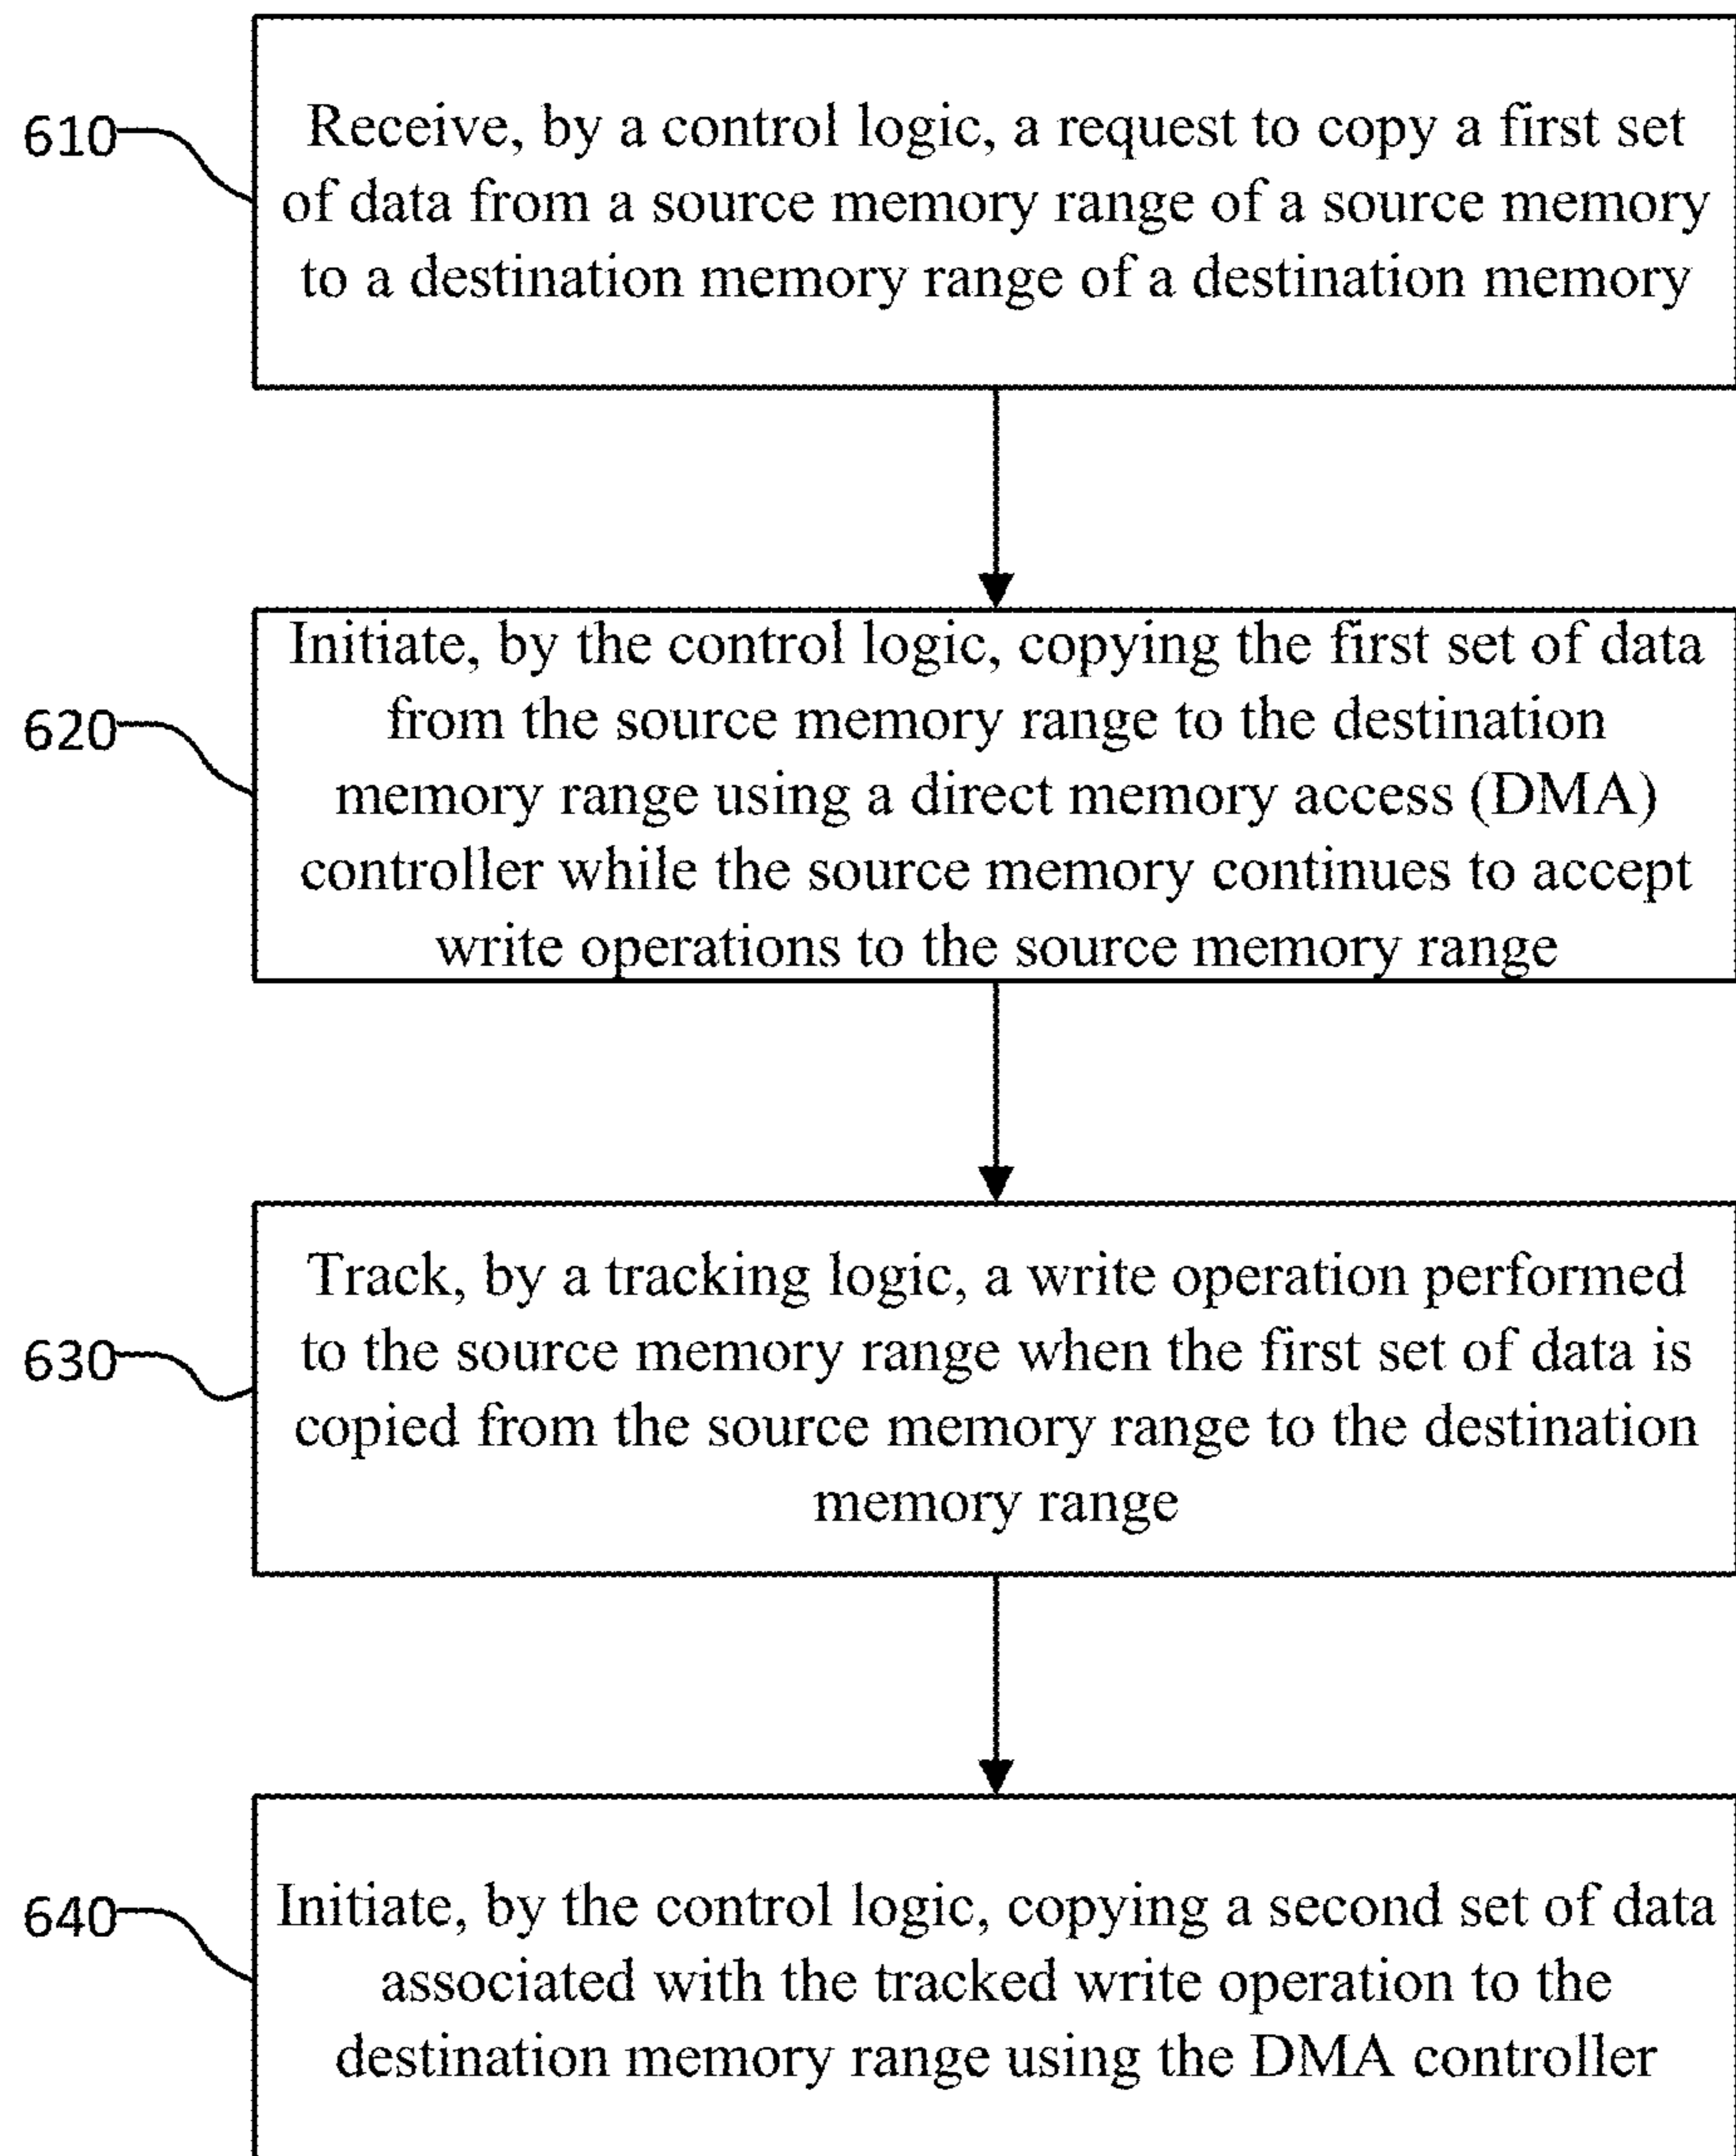 610
Receive, by a control logic, a request to copy a first set
of data from a source memory range of a source memory
to a destination memory range of a destination memory
620
Initiate, by the control logic, copying the first set of data
from the source memory range to the destination
memory range using a direct memory access (DMA)
controller while the source memory continues to accept
write operations to the source memory range
630
Track, by a tracking logic, a write operation performed
to the source memory range when the first set of data is
copied from the source memory range to the destination
memory range
640
Initiate, by the control logic, copying a second set of data
associated with the tracked write operation to the
destination memory range using the DMA controller